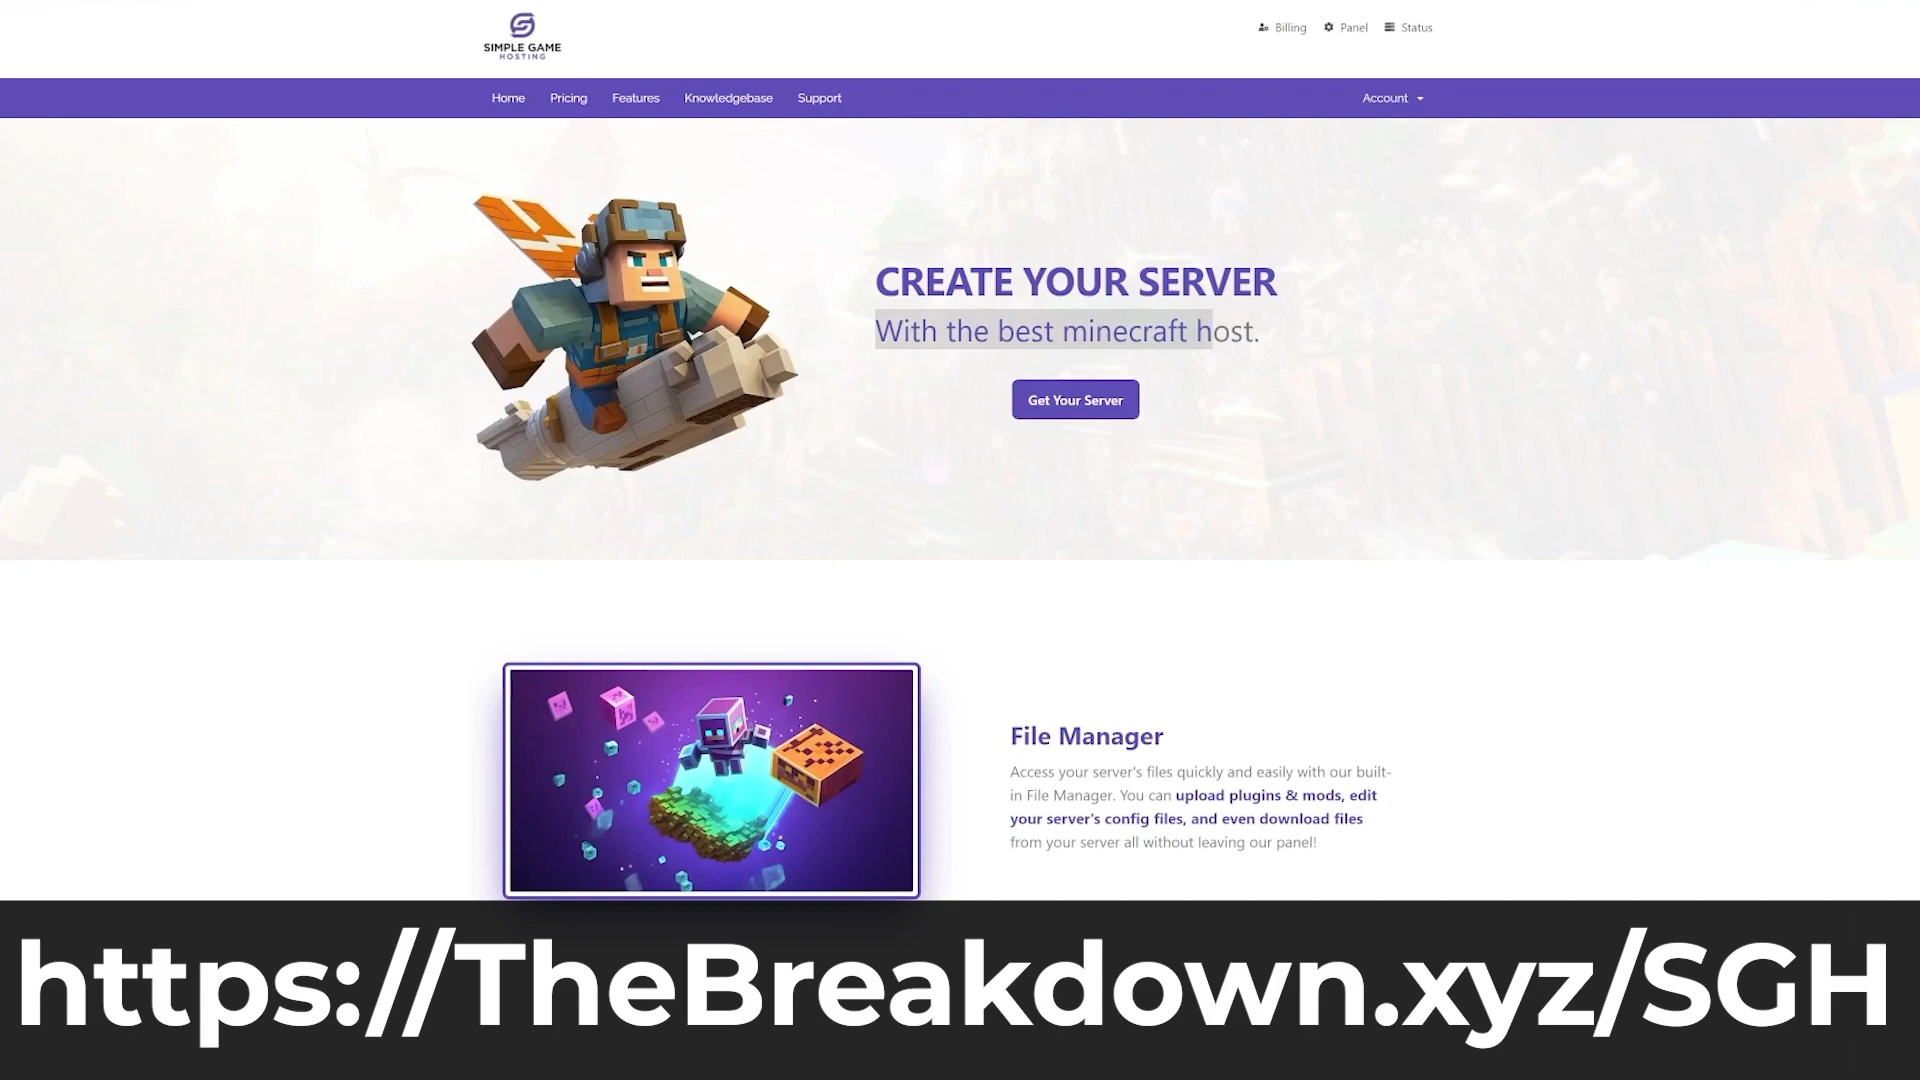 SIMPLE GAME
HOSTING
Billing
Panel
Status
Home
Pricing
Features
Knowledgebase
Support
Account
CREATE YOUR SERVER
With the best minecraft host.
Get Your Server
File Manager
Access your server's files quickly and easily with our built-
in File Manager. You can upload plugins & mods, edit
your server's config files, and even download files
from your server all without leaving our panel!
https://TheBreakdown.xyz/SGH